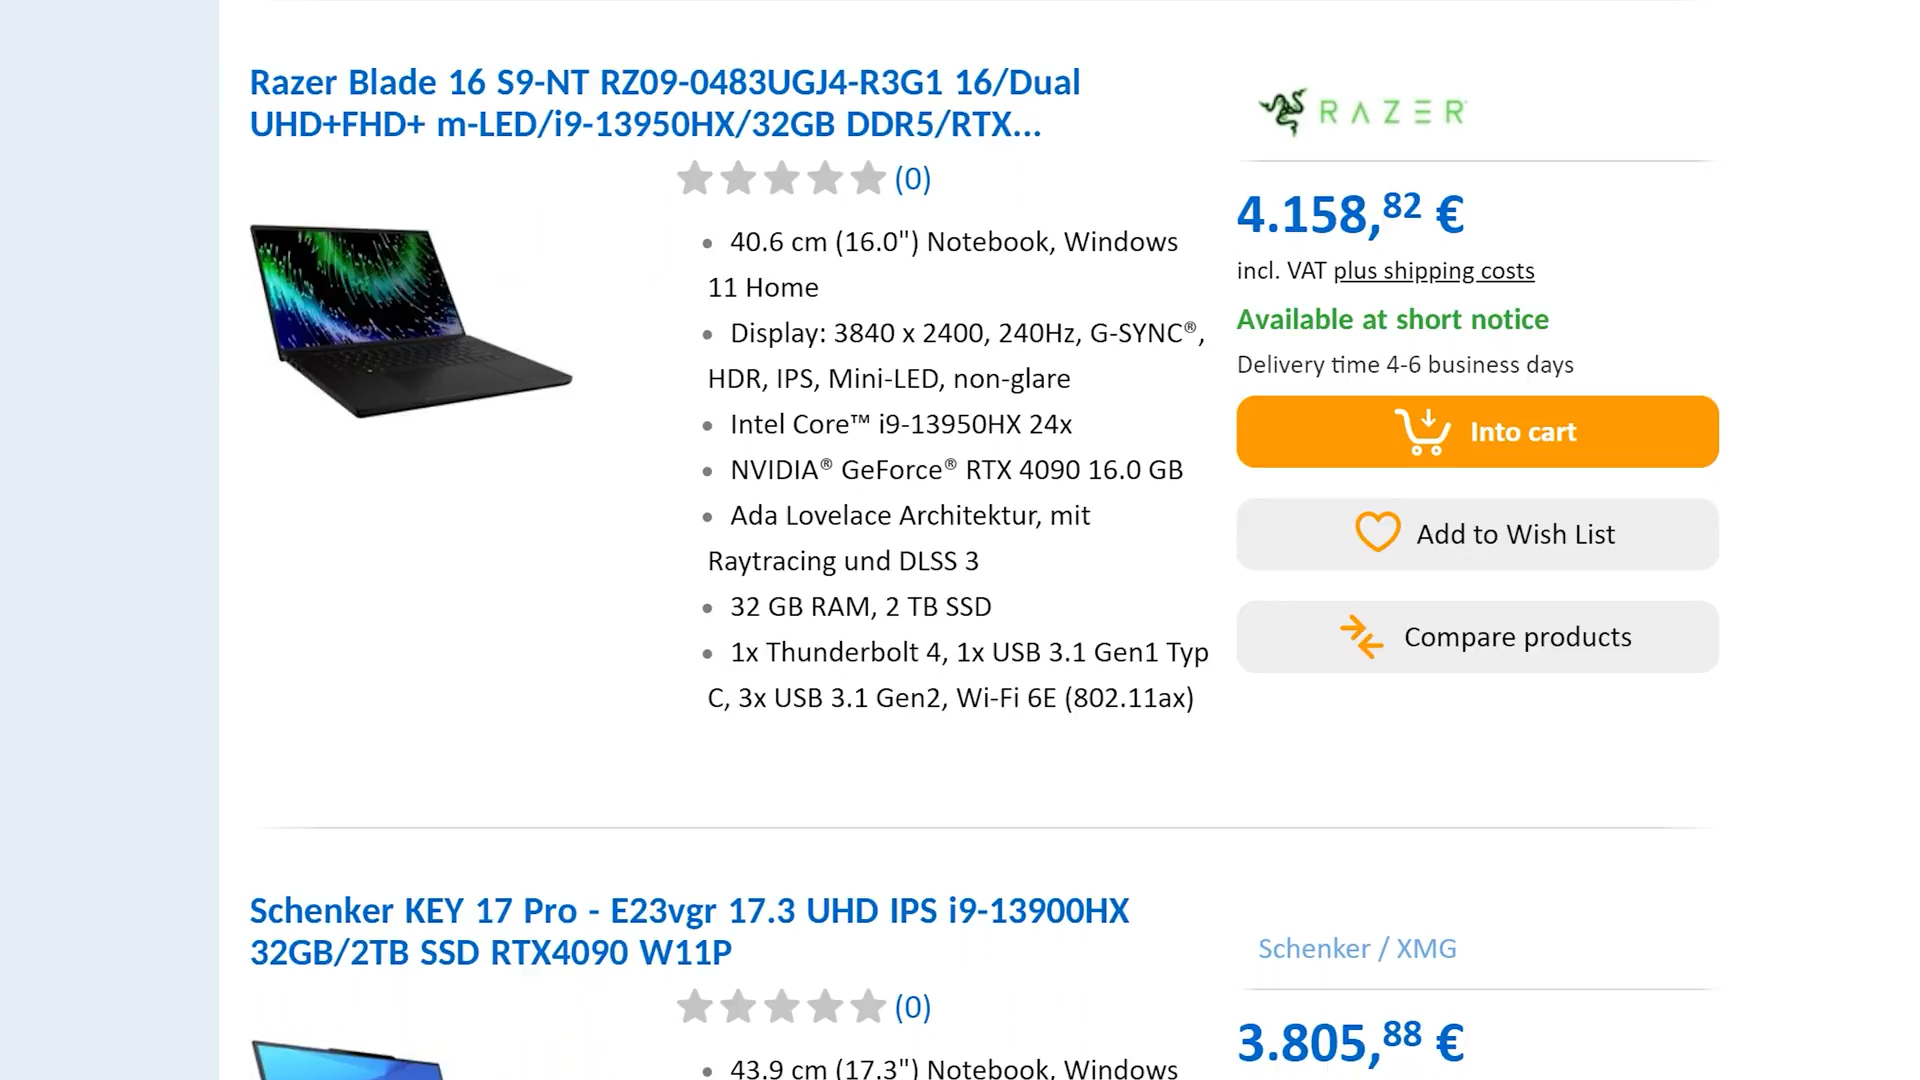 Razer Blade 16 S9-NT RZ09-0483UGJ4-R3G1 16/Dual
UHD+FHD+ m-LED/i9-13950HX/32GB DDR5/RTX...
(0)
40.6 cm (16.0") Notebook, Windows
11 Home
Display: 3840 x 2400, 240Hz, G-SYNC®,
HDR, IPS, Mini-LED, non-glare
Intel Core™ i9-13950HX 24x
NVIDIA® GeForce® RTX 4090 16.0 GB
Ada Lovelace Architektur, mit
Raytracing und DLSS 3
32 GB RAM, 2 TB SSD
1x Thunderbolt 4, 1x USB 3.1 Gen1 Typ
C, 3x USB 3.1 Gen2, Wi-Fi 6E (802.11ax)
RAZER
4.158,82 €
incl. VAT plus shipping costs
Available at short notice
Delivery time 4-6 business days
Into cart
Add to Wish List
Compare products
Schenker KEY 17 Pro - E23vgr 17.3 UHD IPS i9-13900HX
32GB/2TB SSD RTX4090 W11P
(0)
43.9 cm (17.3") Notebook, Windows
Schenker / XMG
3.805,88 €